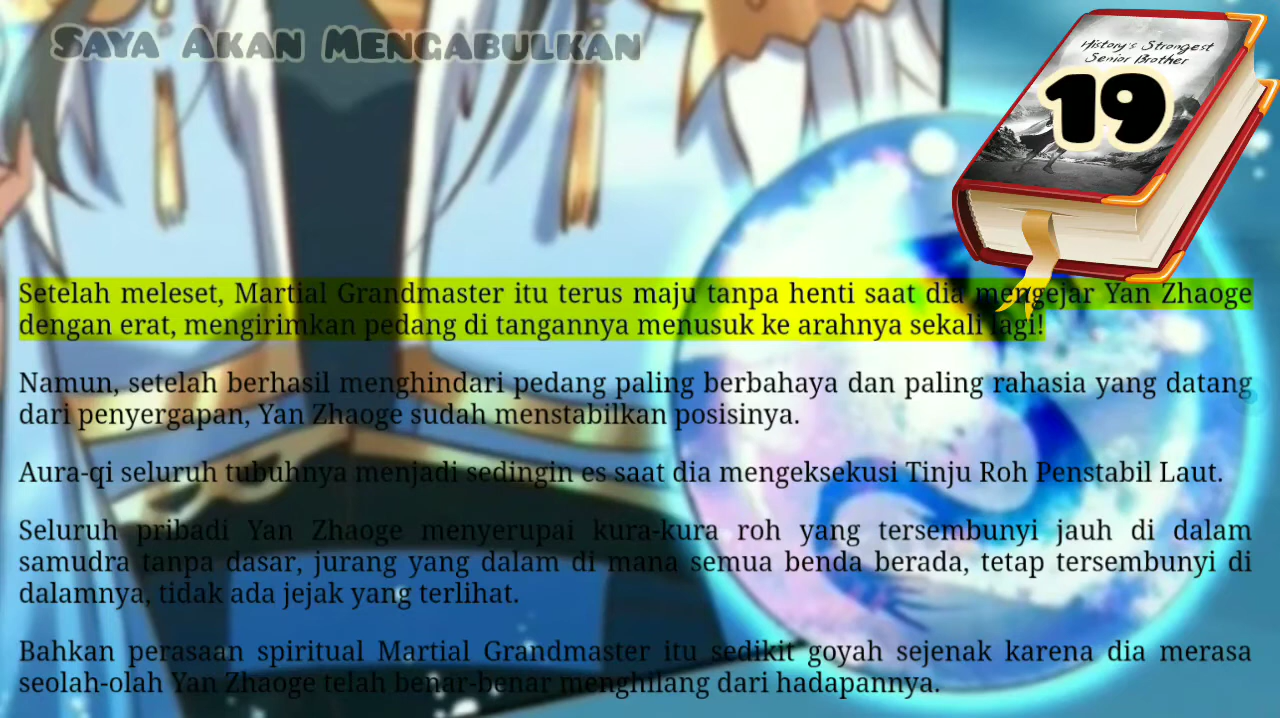 Saya Akan Mengabulkan
History's Strongest
Senior Brother
19
Setelah meleset, Martial Grandmaster itu terus maju tanpa henti saat dia mengejar Yan Zhaoge
dengan erat, mengirimkan pedang di tangannya menusuk ke arahnya sekali lagi!
Namun, setelah berhasil menghindari pedang paling berbahaya dan paling rahasia yang datang
dari penyergapan, Yan Zhaoge sudah menstabilkan posisinya.
Aura-qi seluruh tubuhnya menjadi sedingin es saat dia mengeksekusi Tinju Roh Penstabil Laut.
Seluruh pribadi Yan Zhaoge menyerupai kura-kura roh yang tersembunyi jauh di dalam
samudra tanpa dasar, jurang yang dalam di mana semua benda berada, tetap tersembunyi di
dalamnya, tidak ada jejak yang terlihat.
Bahkan perasaan spiritual Martial Grandmaster itu sedikit goyah sejenak karena dia merasa
seolah-olah Yan Zhaoge telah benar-benar menghilang dari hadapannya.